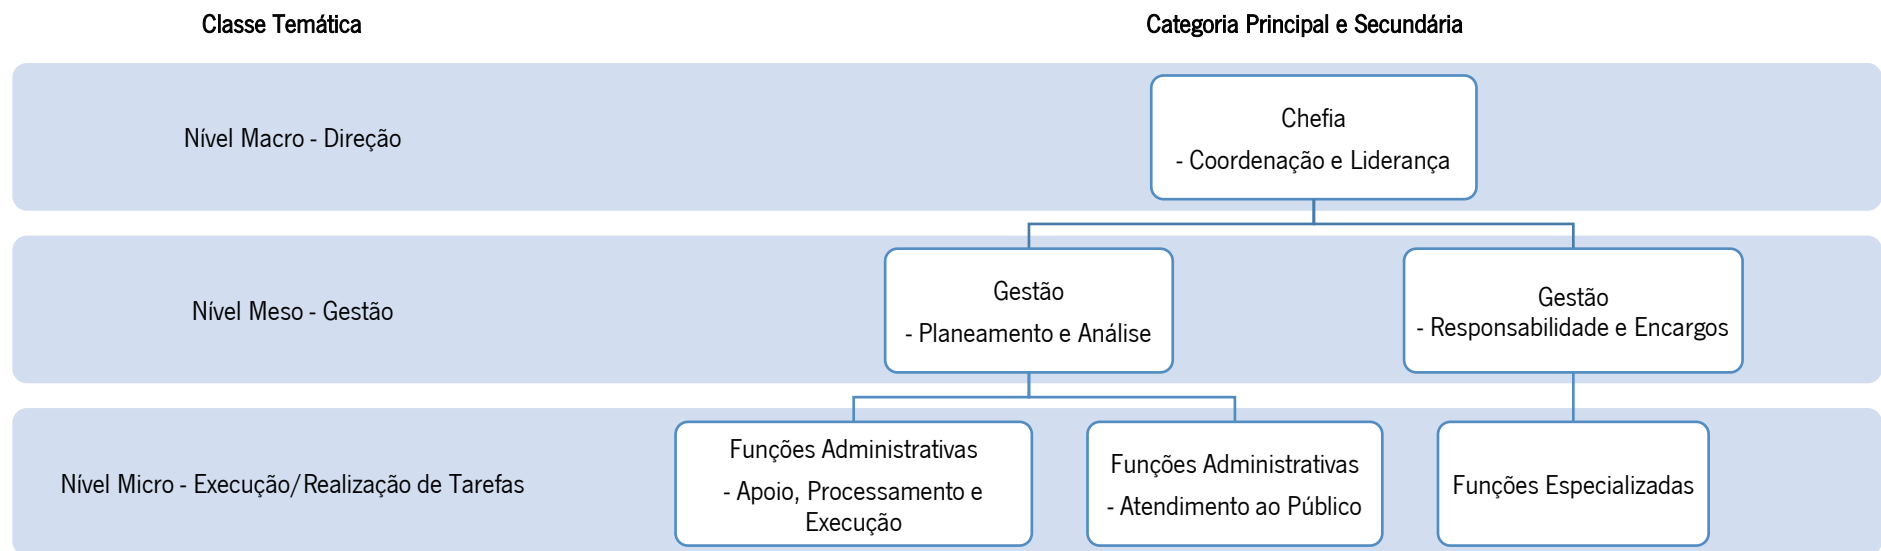 Classe Temática
Categoria Principal e Secundária
Nível Macro - Direção
Chefia
- Coordenação e Liderança
Nível Meso - Gestão
Gestão
- Planeamento e Análise
Gestão
- Responsabilidade e Encargos
Nível Micro - Execução/Realização de Tarefas
Funções Administrativas
- Apoio, Processamento e
Execução
Funções Administrativas
- Atendimento ao Público
Funções Especializadas